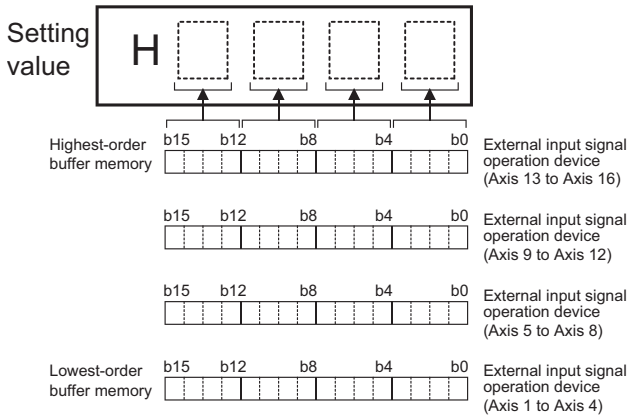 Setting
value
H
Highest-order
buffer memory
b15 b12 b8 b4 b0
External input signal
operation device
(Axis 13 to Axis 16)
b15 b12 b8 b4 b0
External input signal
operation device
(Axis 9 to Axis 12)
b15 b12 b8 b4 b0
External input signal
operation device
(Axis 5 to Axis 8)
Lowest-order
buffer memory
b15 b12 b8 b4 b0
External input signal
operation device
(Axis 1 to Axis 4)